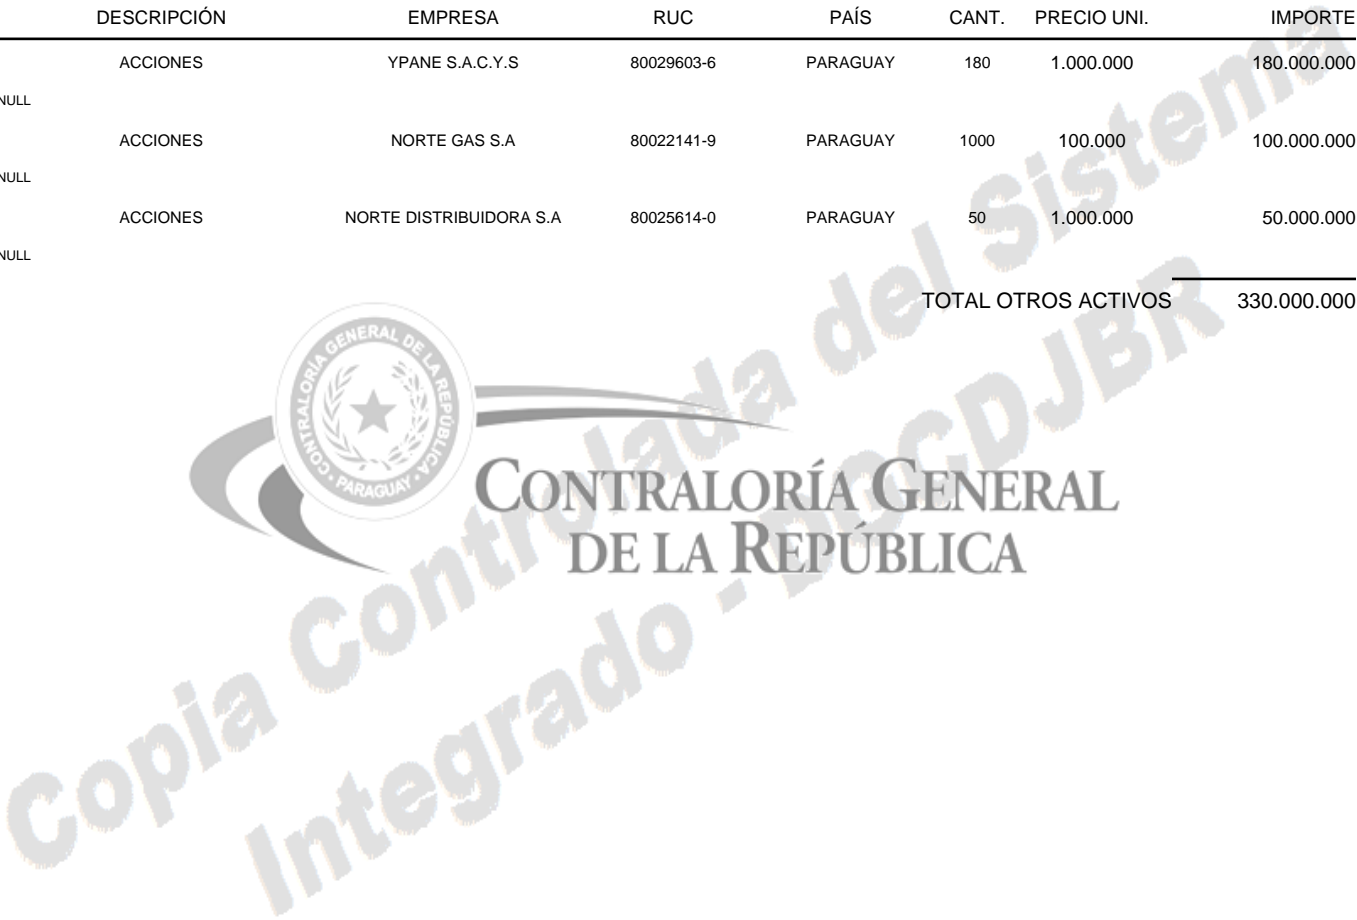 DESCRIPCIÓN EMPRESA RUC PAÍS CANT. PRECIO UNI. IMPORTE
ACCIONES YPANE S.A.C.Y.S 80029603-6 PARAGUAY 180 1.000.000 180.000.000
NULL
ACCIONES NORTE GAS S.A 80022141-9 PARAGUAY 1000 100.000 100.000.000
NULL
ACCIONES NORTE DISTRIBUIDORA S.A 80025614-0 PARAGUAY 50 1.000.000 50.000.000
NULL
TOTAL OTROS ACTIVOS 330.000.000
CONTRALORÍA GENERAL DE LA REPÚBLICA
PARAGUAY
CONTRALORÍA GENERAL
DE LA REPÚBLICA
Copia Controlada del Sistema
Integrado - DGCDJBR